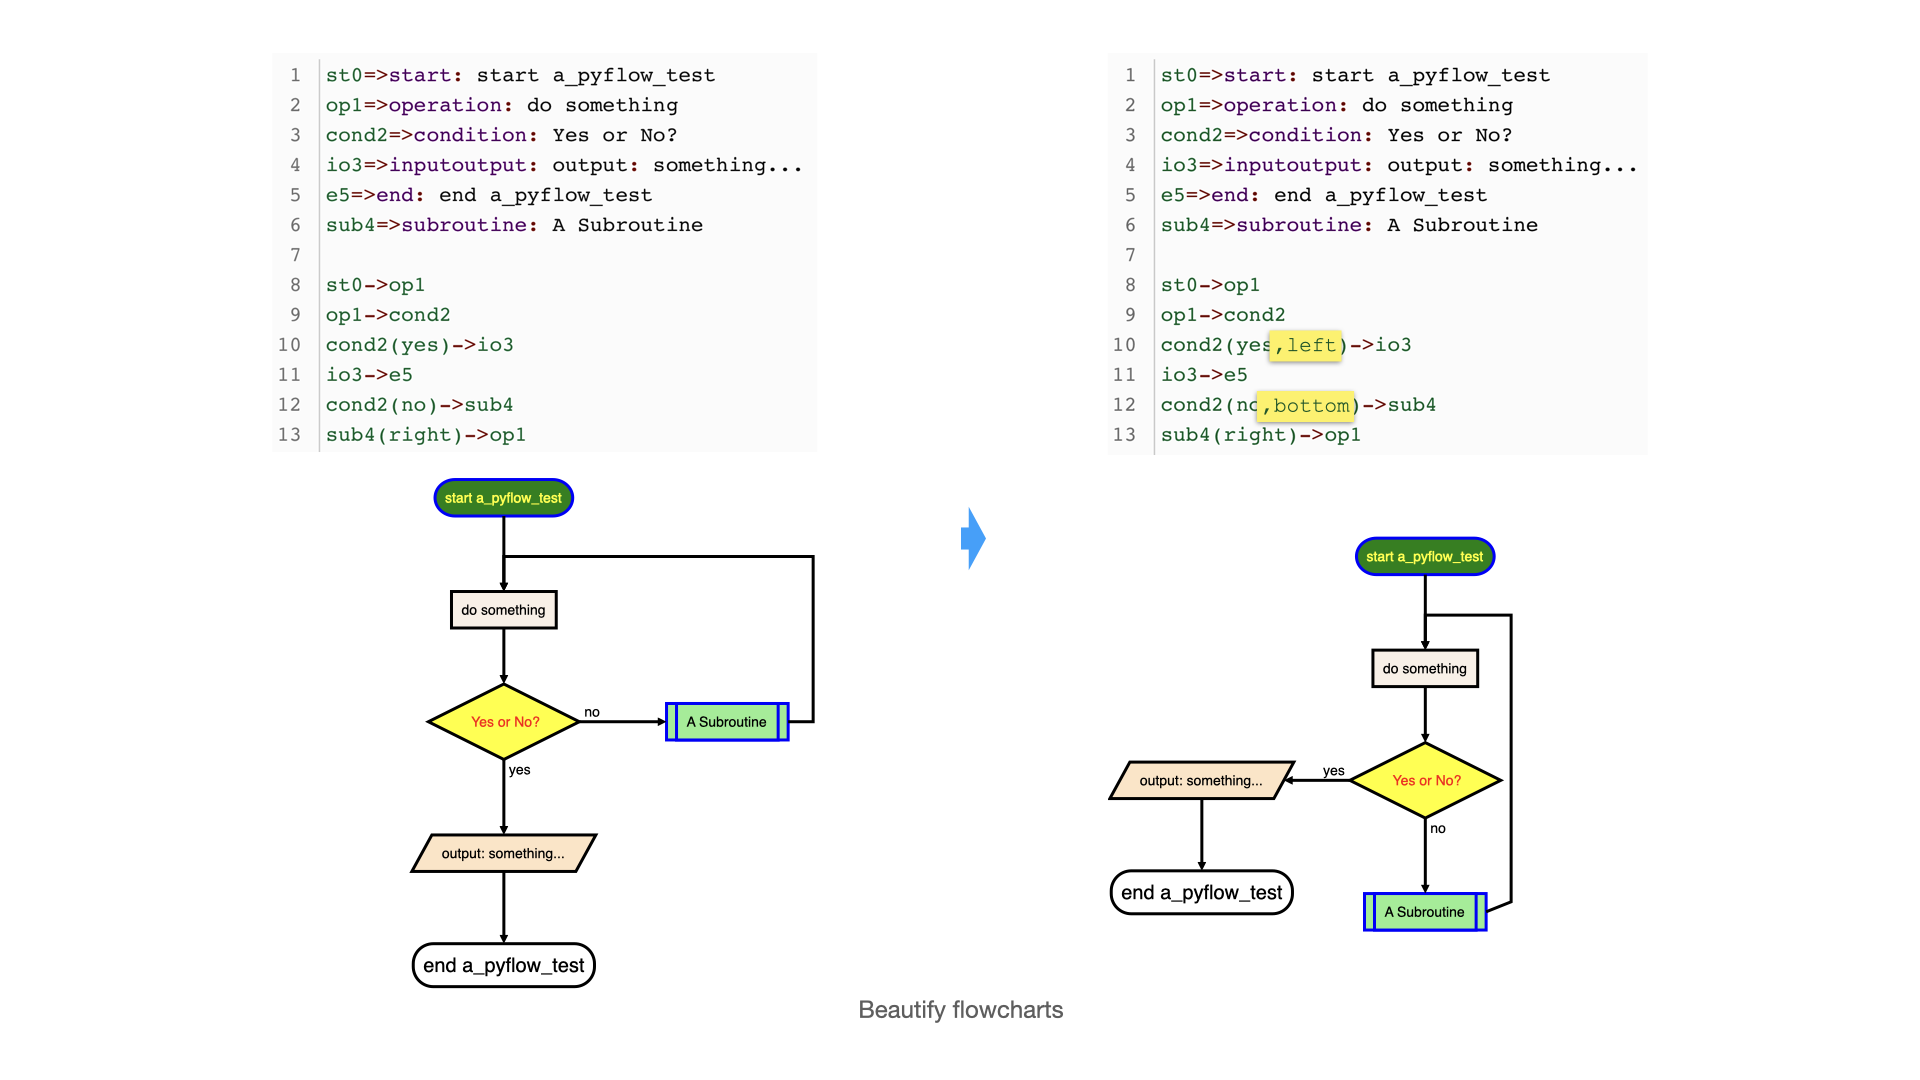 1 st0=>start: start a_pyflow_test
2 op1=>operation: do something
3 cond2=>condition: Yes or No?
4 io3=>inputoutput: output: something...
5 e5=>end: end a_pyflow_test
6 sub4=>subroutine: A Subroutine
7
8 st0->op1
9 op1->cond2
10 cond2(yes)->io3
11 io3->e5
12 cond2(no)->sub4
13 sub4(right)->op1
start a_pyflow_test
do something
Yes or No?
no
A Subroutine
yes
output: something...
end a_pyflow_test
1 st0=>start: start a_pyflow_test
2 op1=>operation: do something
3 cond2=>condition: Yes or No?
4 io3=>inputoutput: output: something...
5 e5=>end: end a_pyflow_test
6 sub4=>subroutine: A Subroutine
7
8 st0->op1
9 op1->cond2
10 cond2(yes,left)->io3
11 io3->e5
12 cond2(no,bottom)->sub4
13 sub4(right)->op1
start a_pyflow_test
do something
Yes or No?
yes
output: something...
no
end a_pyflow_test
A Subroutine
Beautify flowcharts